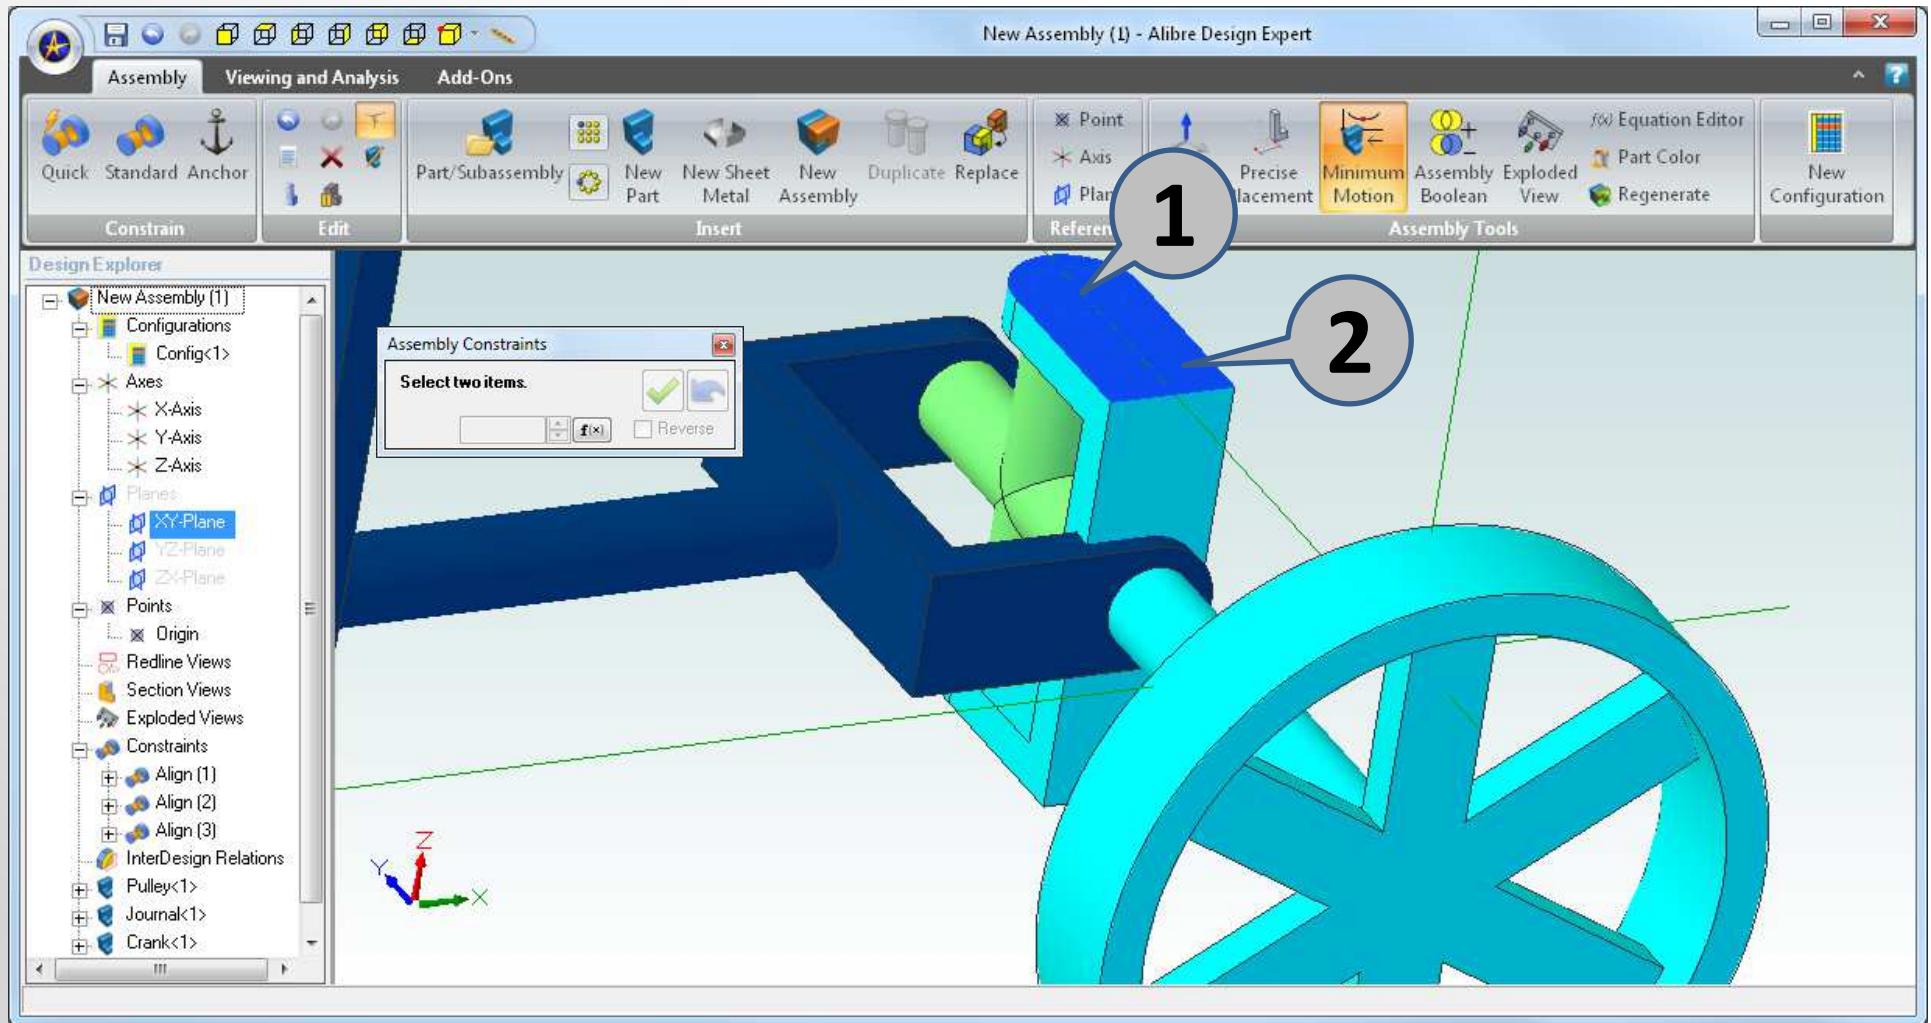 New Assembly (1) - Alibre Design Expert
Assembly Viewing and Analysis Add-Ons
Quick Standard Anchor
Constrain
Edit
Part/Subassembly
New Part
New Sheet Metal
New Assembly
Duplicate Replace
Insert
Point
Axis
Referen
Precise
lacement
Minimum Motion
Assembly Boolean
Exploded View
f(x) Equation Editor
Part Color
Regenerate
Assembly Tools
New Configuration
Design Explorer
New Assembly (1)
Configurations
Config<1>
Axes
X-Axis
Y-Axis
Z-Axis
Planes
XY-Plane
YZ-Plane
ZX-Plane
Points
Origin
Redline Views
Section Views
Exploded Views
Constraints
Align (1)
Align (2)
Align (3)
InterDesign Relations
Pulley<1>
Journal<1>
Crank<1>
Assembly Constraints
Select two items.
f(x) Reverse
1
2
Z
Y
X